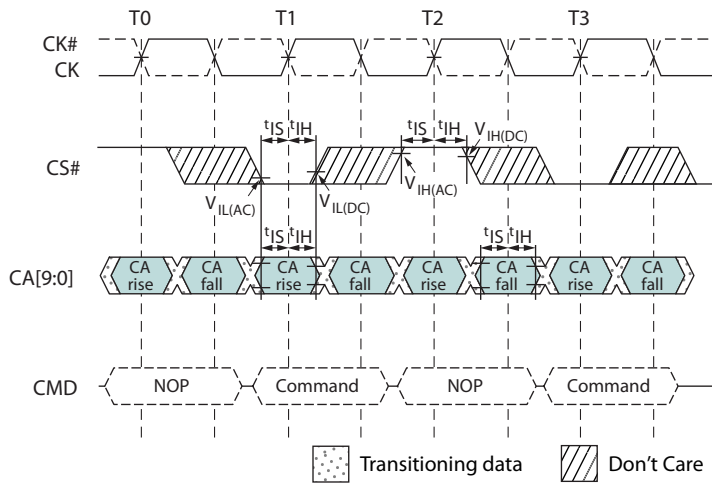 T0 T1 T2 T3
CK#
CK
tIS tIH tIS tIH
VIH(DC)
CS#
VIL(AC) VIL(DC) VIH(AC)
tIS tIH tIS tIH
CA[9:0] CA rise CA fall CA rise CA fall CA rise CA fall CA rise CA fall
CMD NOP Command NOP Command
Transitioning data Don't Care